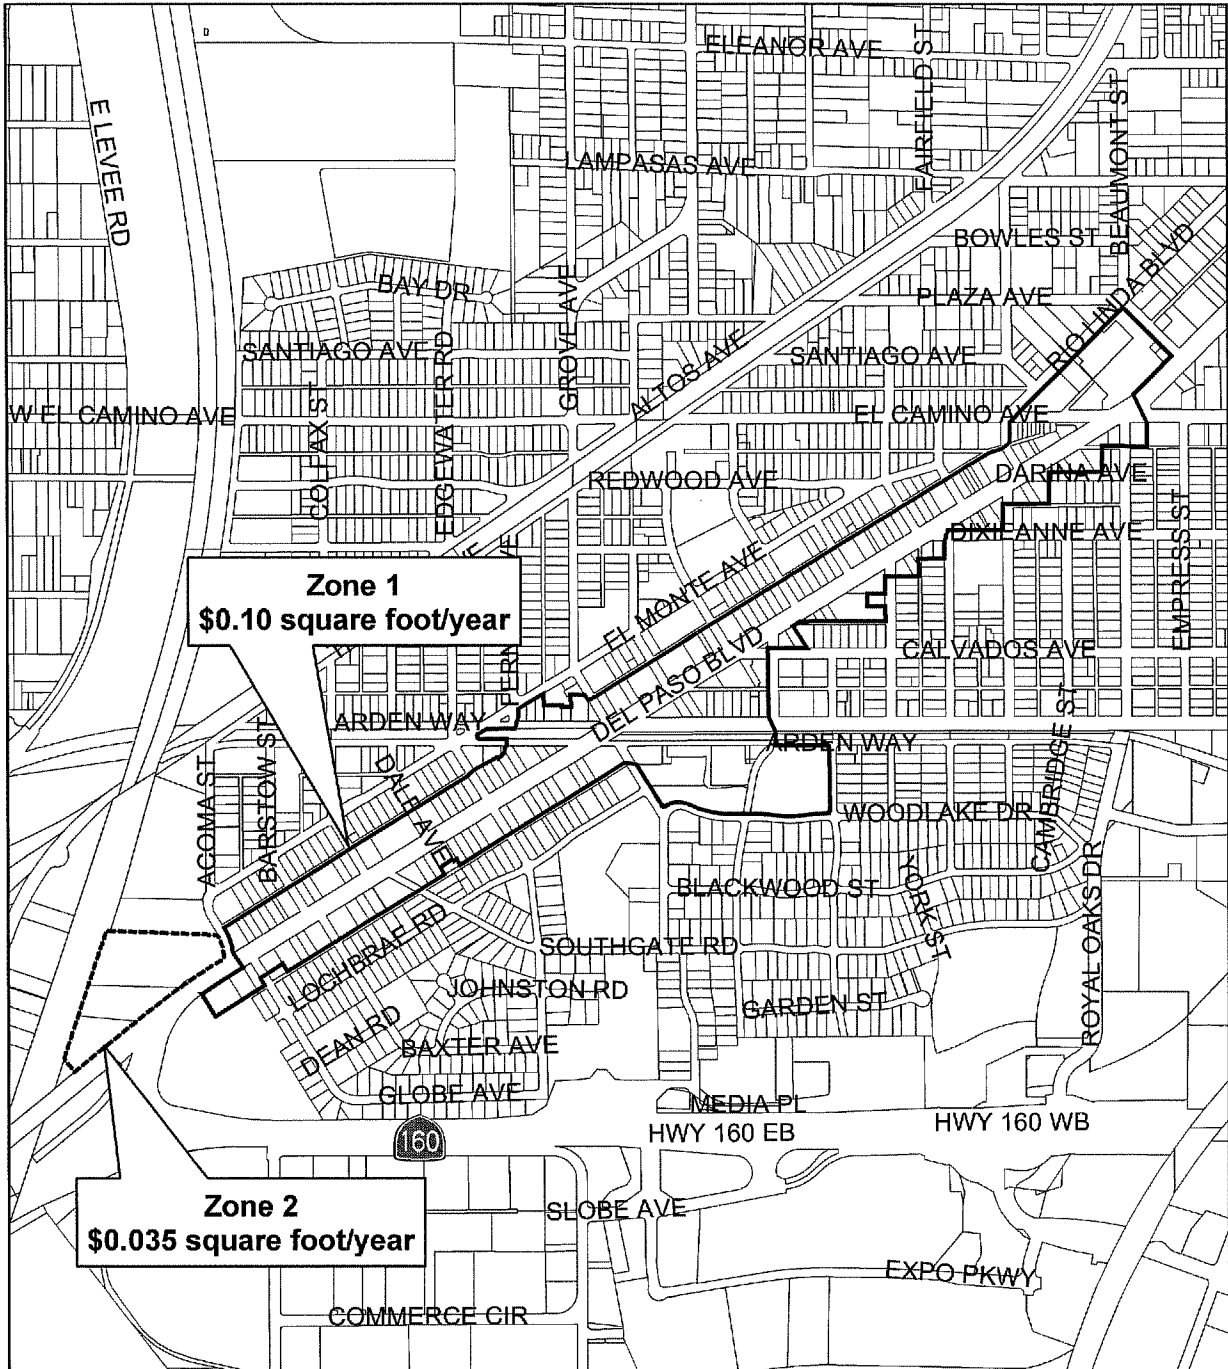 ELEANOR AVE
FAIRFIELD ST
BEAUMONT ST
E LEVEE RD
LAMPASAS AVE
BOWLES ST
RIO LINDA BLVD
BAY DR
GROVE AVE
PLAZA AVE
SANTIAGO AVE
EDGEWATER RD
ALTOS AVE
SANTIAGO AVE
W EL CAMINO AVE
COLFAX ST
EL CAMINO AVE
REDWOOD AVE
DARINA AVE
EMPRESS ST
DIXIEANNE AVE
Zone 1
$0.10 square foot/year
EL MONTE AVE
DEL PASO BLVD
CALVADOS AVE
ARDEN WAY
ARDEN WAY
CAMBRIDGE ST
ACOMA ST
BARSTOW ST
DALE AVE
WOODLAKE DR
BLACKWOOD ST
YORK ST
ROYAL OAKS DR
LOCHBRAE RD
SOUTHGATE RD
JOHNSTON RD
GARDEN ST
DEAN RD
BAXTER AVE
GLOBE AVE
MEDIA PL
160
HWY 160 EB
HWY 160 WB
Zone 2
$0.035 square foot/year
SLOBE AVE
EXPO PKWY
COMMERCE CIR